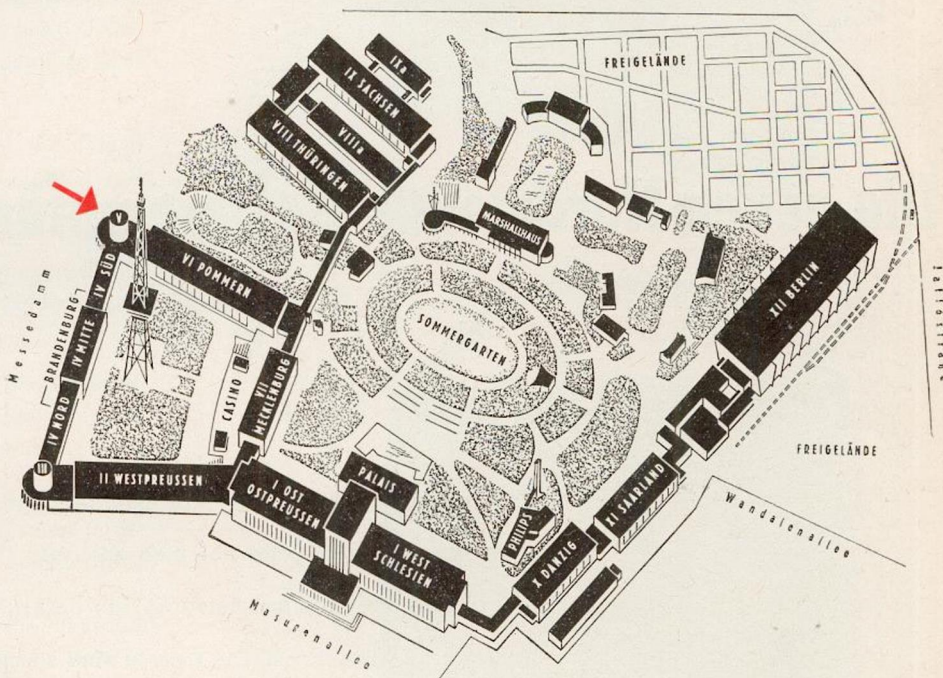 FREIGELÄNDE
IXa
IX SACHSEN
VIIIa
VIII THÜRINGEN
MARSHALLHAUS
V
IV SÜD
VI POMMERN
XII BERLIN
Messedamm
BRANDENBURG
IV MITTE
SOMMERGARTEN
CASINO
VII
MECKLENBURG
IV NORD
FREIGELÄNDE
II WESTPREUSSEN
I OST
OSTPREUSSEN
PALAIS
XI SAARLAND
Wandalenallee
PHILIPS
X DANZIG
I WEST
SCHLESIEN
Masurenallee